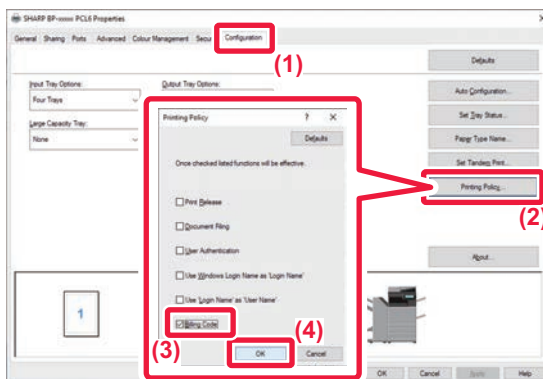 SHARP BP-xxxxx PCL6 Properties
General Sharing Ports Advanced Colour Management Secu Configuration
(1)
Defaults
Input Tray Options:
Output Tray Options:
Four Trays
Auto Configuration...
Large Capacity Tray:
None
Set Tray Status...
Paper Type Name...
Set Tandem Print...
Printing Policy...
(2)
About...
Printing Policy ? ×
Defaults
Once checked listed functions will be effective.
Print Release
Document Filing
User Authentication
Use Windows Login Name as 'Login Name'
Use 'Login Name' as 'User Name'
Billing Code
(3)
(4)
OK Cancel
1
OK Cancel Apply Help